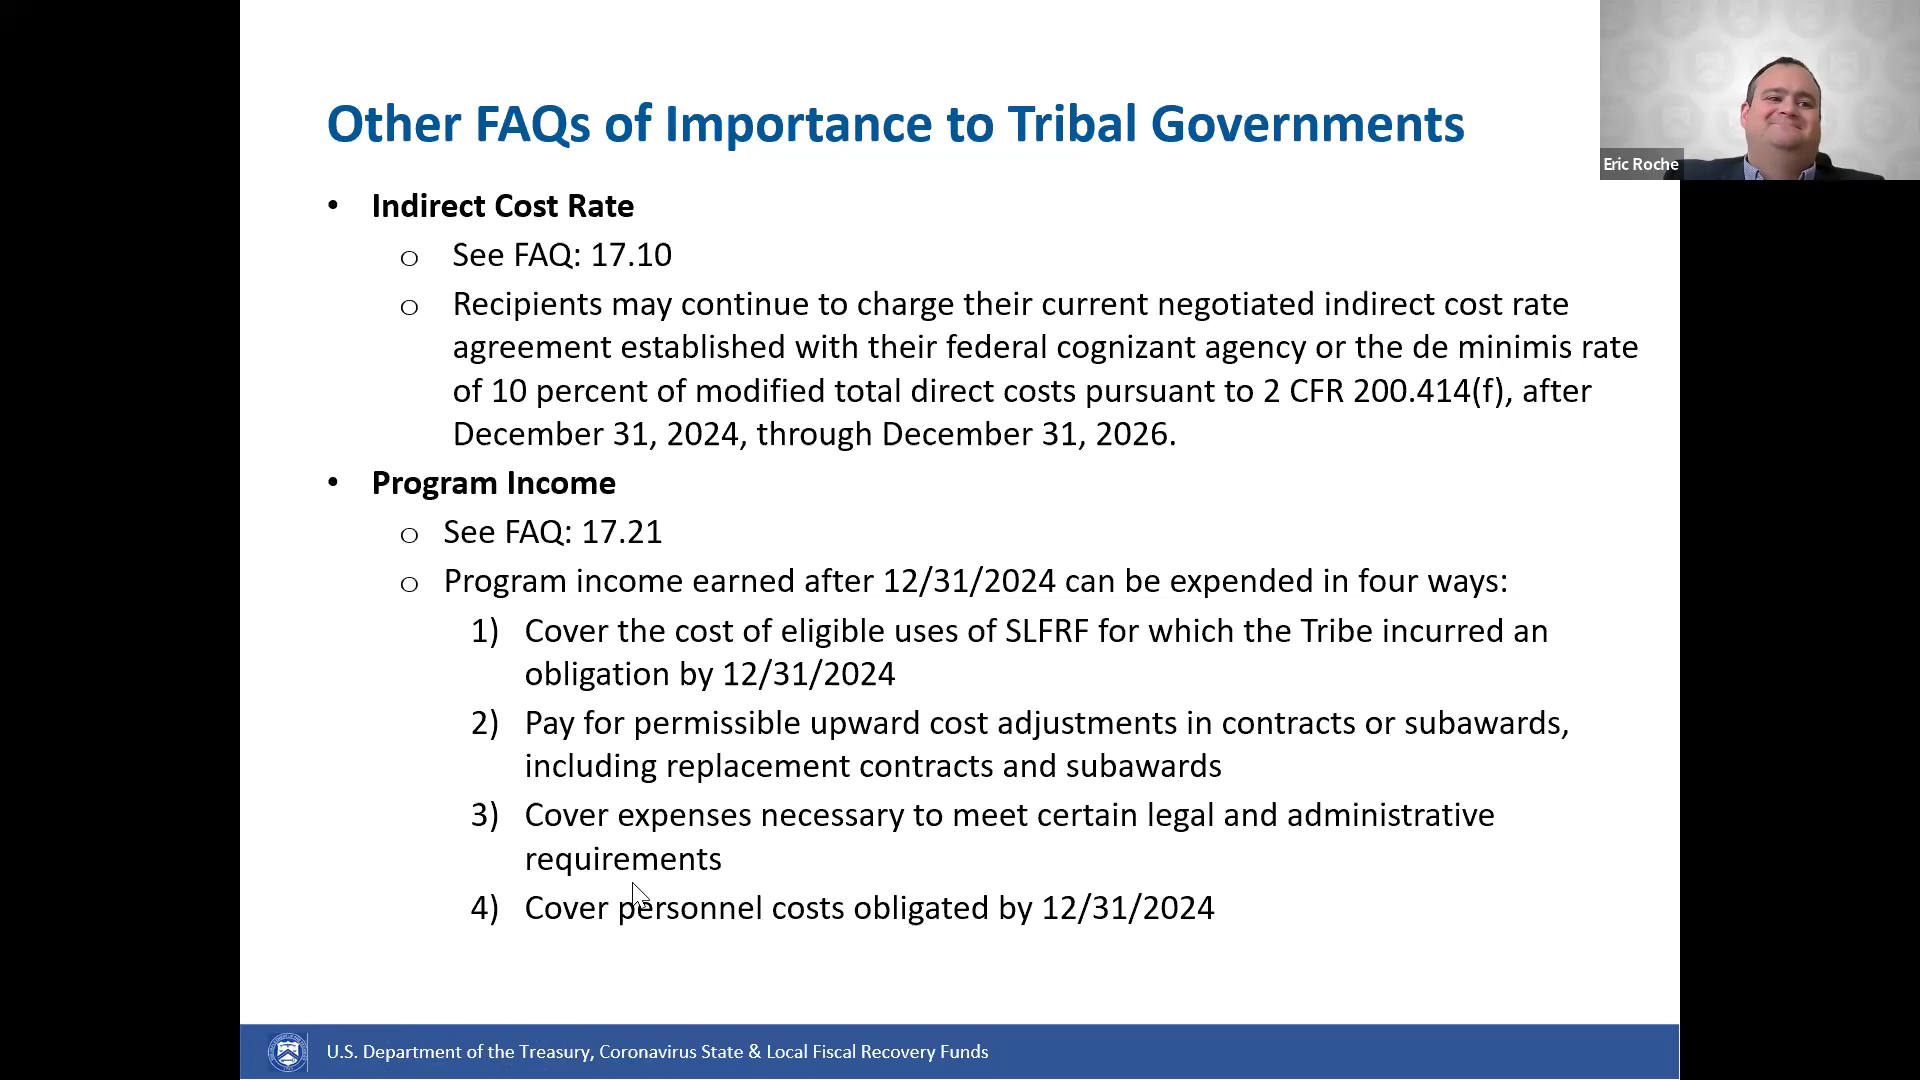 Other FAQs of Importance to Tribal Governments
Eric Roche
• Indirect Cost Rate
o See FAQ: 17.10
o Recipients may continue to charge their current negotiated indirect cost rate
agreement established with their federal cognizant agency or the de minimis rate
of 10 percent of modified total direct costs pursuant to 2 CFR 200.414(f), after
December 31, 2024, through December 31, 2026.
• Program Income
o See FAQ: 17.21
o Program income earned after 12/31/2024 can be expended in four ways:
1) Cover the cost of eligible uses of SLFRF for which the Tribe incurred an
obligation by 12/31/2024
2) Pay for permissible upward cost adjustments in contracts or subawards,
including replacement contracts and subawards
3) Cover expenses necessary to meet certain legal and administrative
requirements
4) Cover personnel costs obligated by 12/31/2024
U.S. Department of the Treasury, Coronavirus State & Local Fiscal Recovery Funds